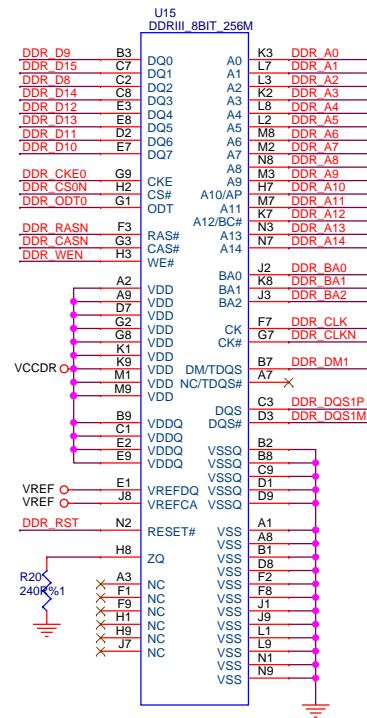 U15
DDRIII_8BIT_256M
DDR_D9 B3 DQ0 A0 K3 DDR_A0
DDR_D15 C7 DQ1 A1 L7 DDR_A1
DDR_D8 C2 DQ2 A2 L3 DDR_A2
DDR_D14 C8 DQ3 A3 K2 DDR_A3
DDR_D12 E3 DQ4 A4 L8 DDR_A4
DDR_D13 E8 DQ5 A5 L2 DDR_A5
DDR_D11 D2 DQ6 A6 M8 DDR_A6
DDR_D10 E7 DQ7 A7 M2 DDR_A7
A8 N8 DDR_A8
DDR_CKE0 G9 CKE A9 M3 DDR_A9
DDR_CS0N H2 CS# A10/AP H7 DDR_A10
DDR_ODT0 G1 ODT A11 M7 DDR_A11
A12/BC# K7 DDR_A12
DDR_RASN F3 RAS# A13 N3 DDR_A13
DDR_CASN G3 CAS# A14 N7 DDR_A14
DDR_WEN H3 WE#
BA0 J2 DDR_BA0
A2 VDD BA1 K8 DDR_BA1
A9 VDD BA2 J3 DDR_BA2
D7 VDD
G2 VDD CK F7 DDR_CLK
G8 VDD CK# G7 DDR_CLKN
K1 VDD
VCCDR K9 VDD DM/TDQS B7 DDR_DM1
M1 VDD NC/TDQS# A7
M9 VDD
DQS C3 DDR_DQS1P
B9 VDDQ DQS# D3 DDR_DQS1M
C1 VDDQ
E2 VDDQ VSSQ B2
E9 VDDQ VSSQ B8
VSSQ C9
VREF E1 VREFDQ VSSQ D1
VREF J8 VREFCA VSSQ D9
DDR_RST N2 RESET# VSS A1
VSS A8
H8 ZQ VSS B1
VSS D8
R20 A3 NC VSS F2
240R%1 F1 NC VSS F8
F9 NC VSS J1
H1 NC VSS J9
H9 NC VSS L1
J7 NC VSS L9
VSS N1
VSS N9